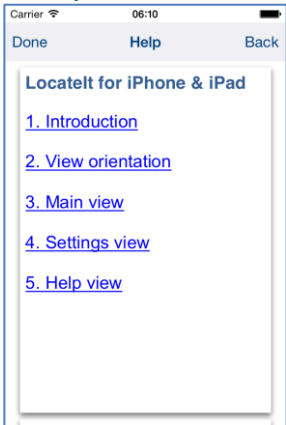 Carrier 06:10
Done Help Back
LocateIt for iPhone & iPad
1. Introduction
2. View orientation
3. Main view
4. Settings view
5. Help view